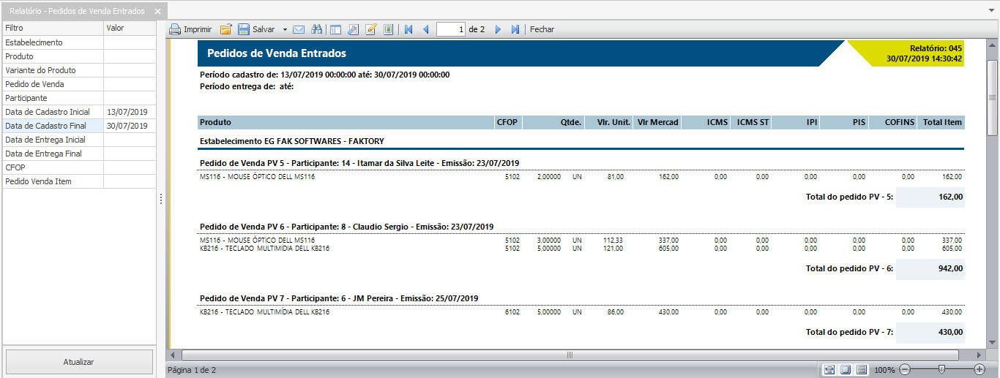 Relatório - Pedidos de Venda Entrados ×
Filtro Valor
Estabelecimento
Produto
Variante do Produto
Pedido de Venda
Participante
Data de Cadastro Inicial 13/07/2019
Data de Cadastro Final 30/07/2019
Data de Entrega Inicial
Data de Entrega Final
CFOP
Pedido Venda Item
Atualizar
Imprimir Salvar 1 de 2 Fechar
Pedidos de Venda Entrados
Relatório: 045
30/07/2019 14:30:42
Período cadastro de: 13/07/2019 00:00:00 até: 30/07/2019 00:00:00
Período entrega de: até:
Produto CFOP Qtde. Vlr. Unit. Vlr Mercad ICMS ICMS ST IPI PIS COFINS Total Item
Estabelecimento EG FAK SOFTWARES - FAKTORY
Pedido de Venda PV 5 - Participante: 14 - Itamar da Silva Leite - Emissão: 23/07/2019
MS116 - MOUSE ÓPTICO DELL MS116 5102 2,00000 UN 81,00 162,00 0,00 0,00 0,00 0,00 0,00 162,00
Total do pedido PV - 5: 162,00
Pedido de Venda PV 6 - Participante: 8 - Claudio Sergio - Emissão: 23/07/2019
MS116 - MOUSE ÓPTICO DELL MS116 5102 3,00000 UN 112,33 337,00 0,00 0,00 0,00 0,00 0,00 337,00
KB216 - TECLADO MULTIMÍDIA DELL KB216 5102 5,00000 UN 121,00 605,00 0,00 0,00 0,00 0,00 0,00 605,00
Total do pedido PV - 6: 942,00
Pedido de Venda PV 7 - Participante: 6 - JM Pereira - Emissão: 25/07/2019
KB216 - TECLADO MULTIMÍDIA DELL KB216 6102 5,00000 UN 86,00 430,00 0,00 0,00 0,00 0,00 0,00 430,00
Total do pedido PV - 7: 430,00
Página 1 de 2 100%